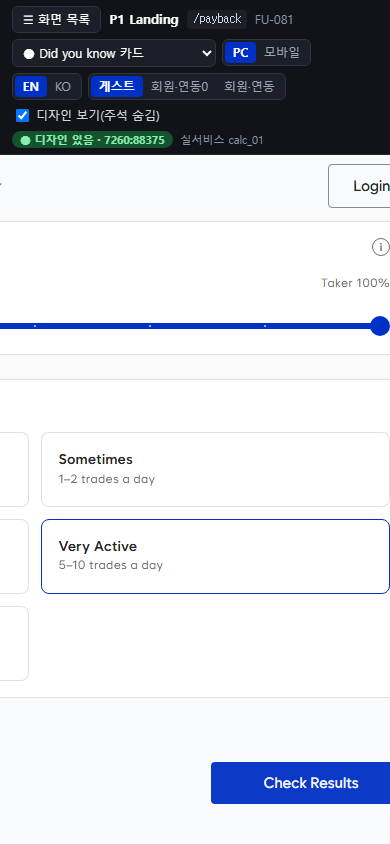 ☰ 화면 목록 P1 Landing /payback FU-081
● Did you know 카드 PC 모바일
EN KO 게스트 회원·연동0 회원·연동
디자인 보기(주석 숨김)
● 디자인 있음 · 7260:88375 실서비스 calc_01
Login
i
Taker 100%
Sometimes
1–2 trades a day
Very Active
5–10 trades a day
Check Results